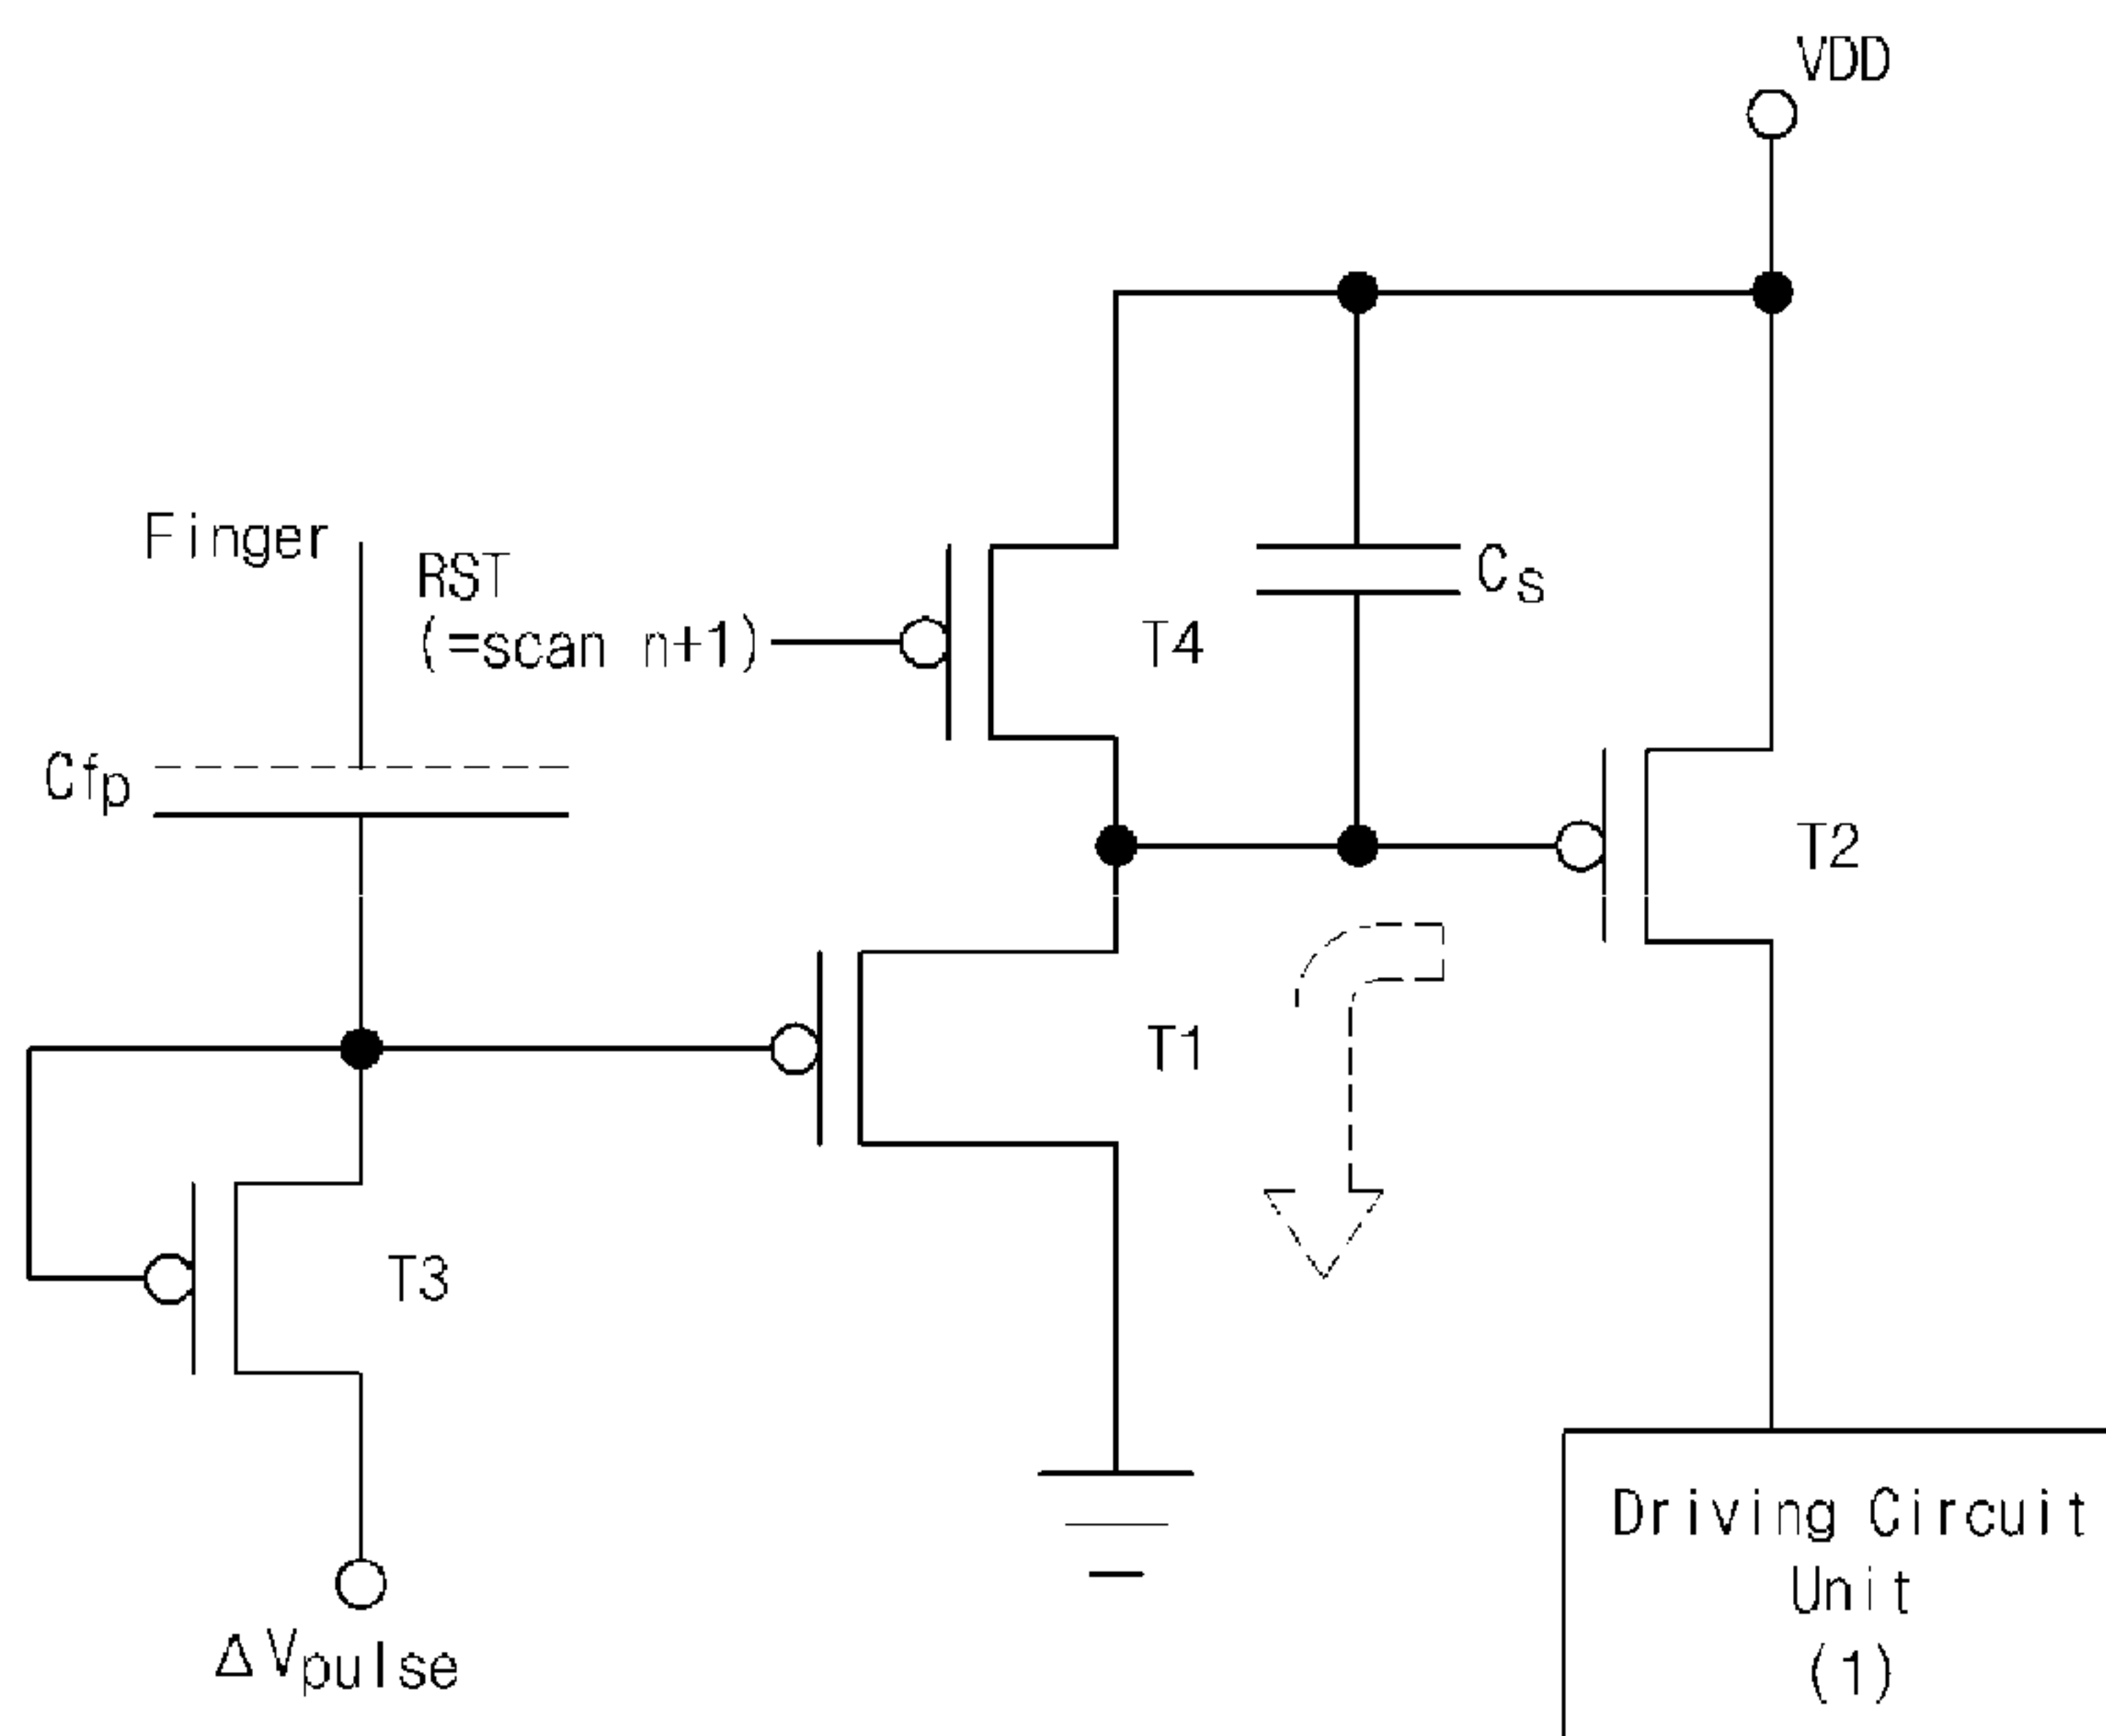 VDD
Finger
RST
(=scan n+1)
Cs
T4
Cfp
T2
T1
T3
Driving Circuit
Unit
(1)
ΔVpulse